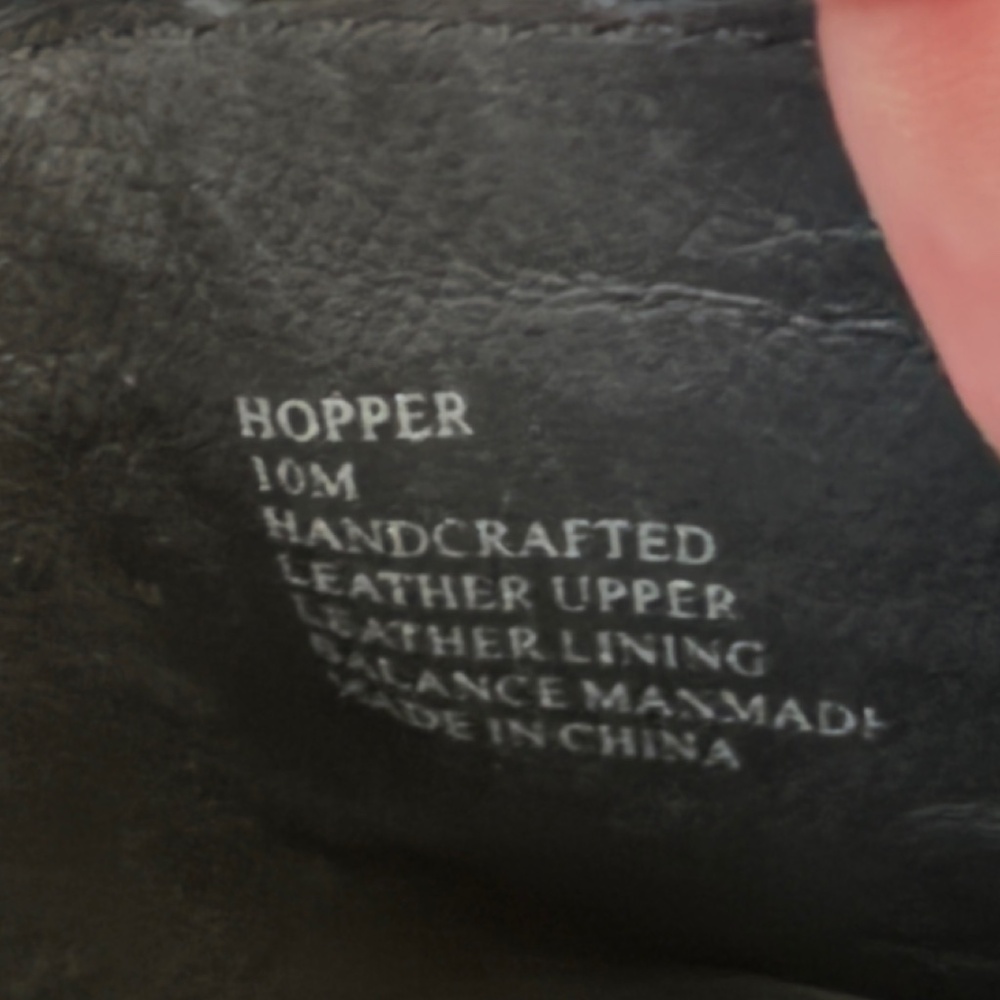 HOPPER
10M
HANDCRAFTED
LEATHER UPPER
LEATHER LINING
BALANCE MANMADE
MADE IN CHINA